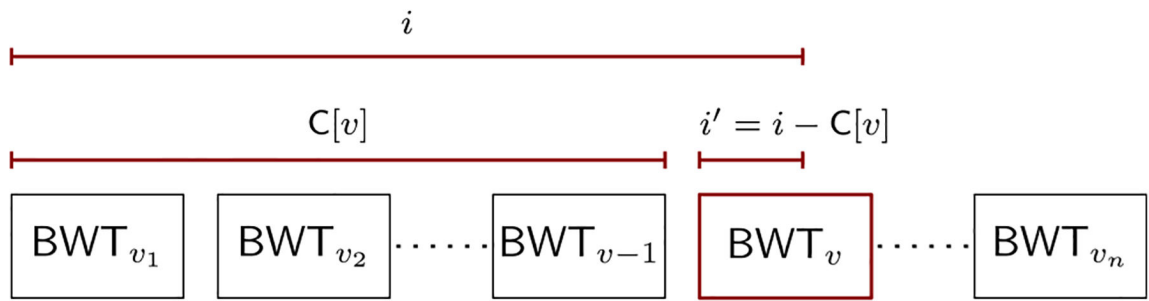 i
C[v] i′ = i − C[v]
BWT_{v_1} BWT_{v_2} ...... BWT_{v−1} BWT_v ...... BWT_{v_n}